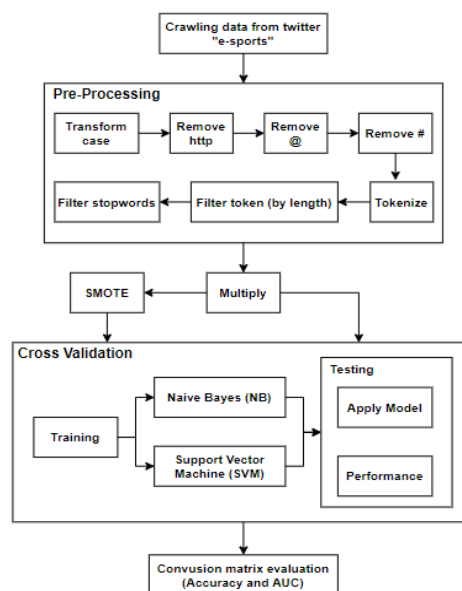 Crawling data from twitter
"e-sports"
Pre-Processing
Transform
case
Remove
http
Remove
@
Remove #
Filter stopwords
Filter token (by length)
Tokenize
SMOTE
Multiply
Cross Validation
Testing
Naive Bayes (NB)
Apply Model
Training
Support Vector
Machine (SVM)
Performance
Convusion matrix evaluation
(Accuracy and AUC)